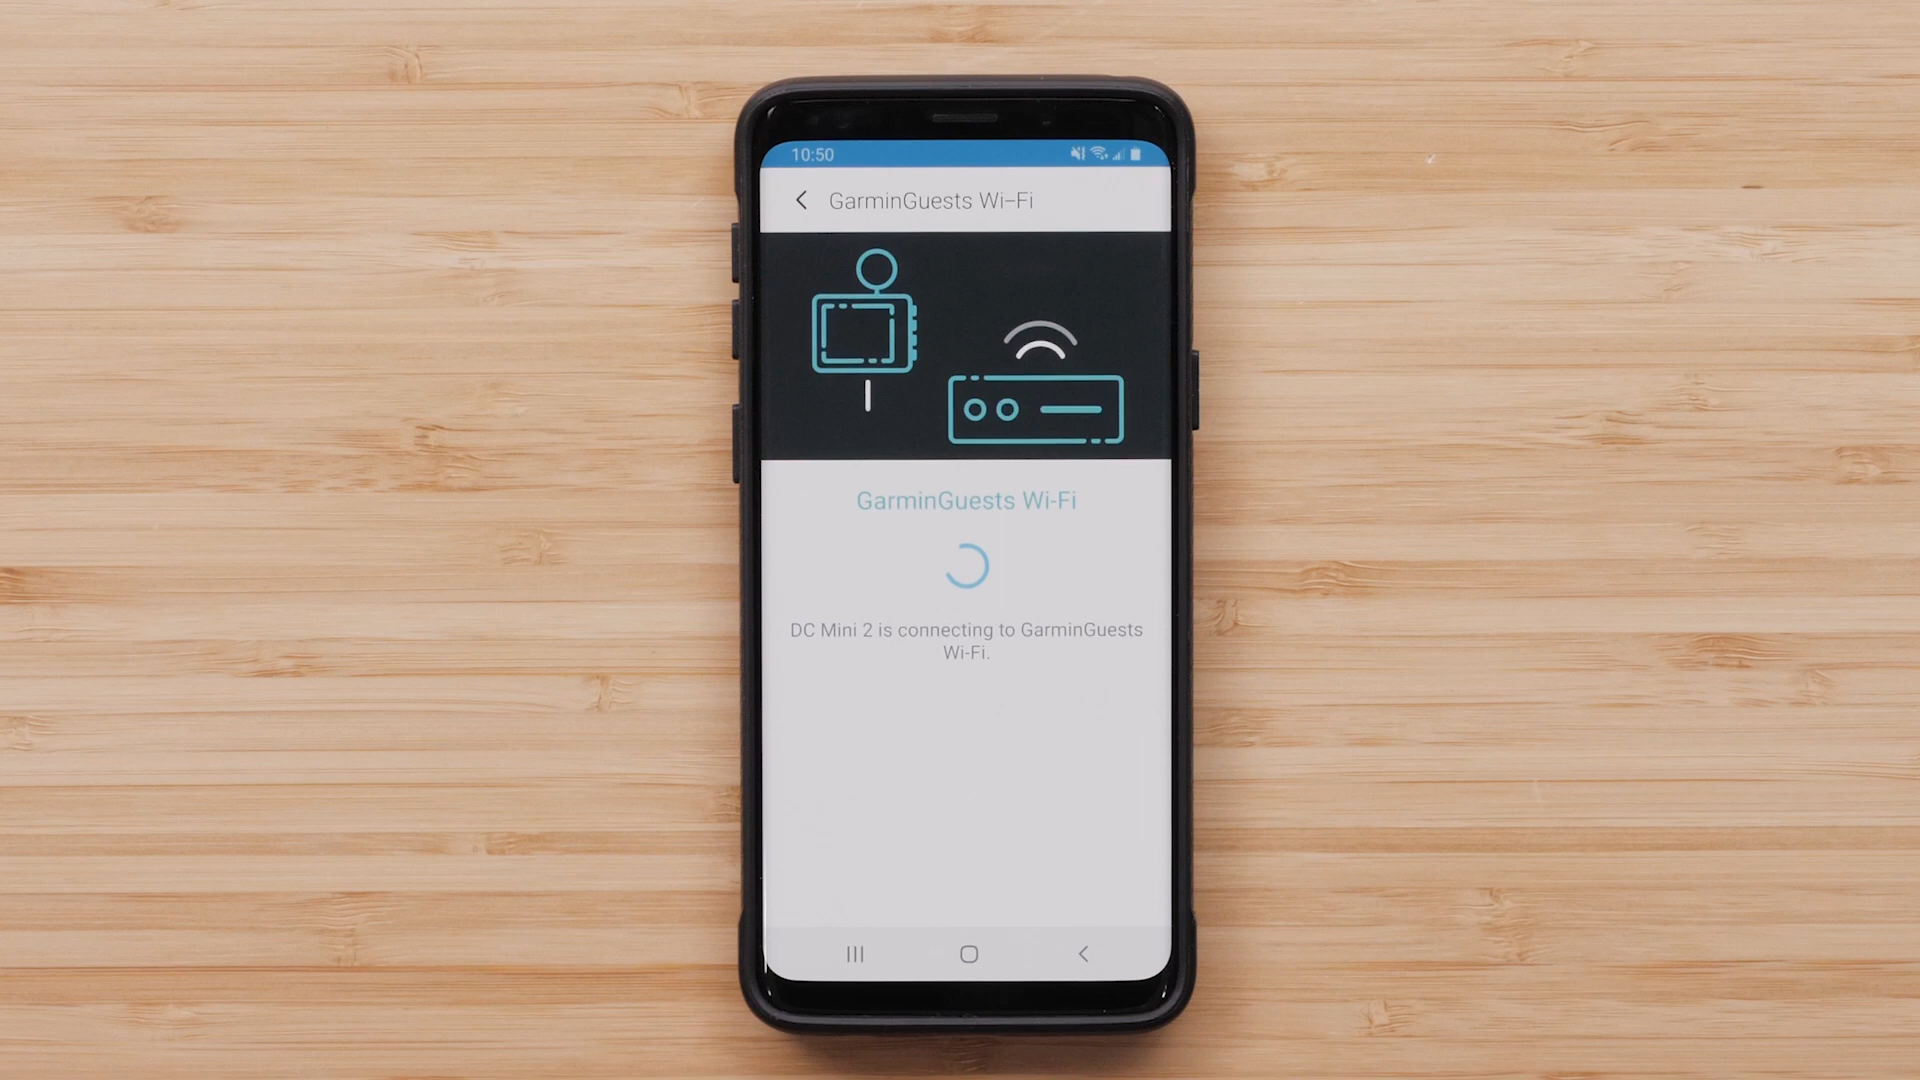 10:50
GarminGuests Wi-Fi
GarminGuests Wi-Fi
DC Mini 2 is connecting to GarminGuests
Wi-Fi.